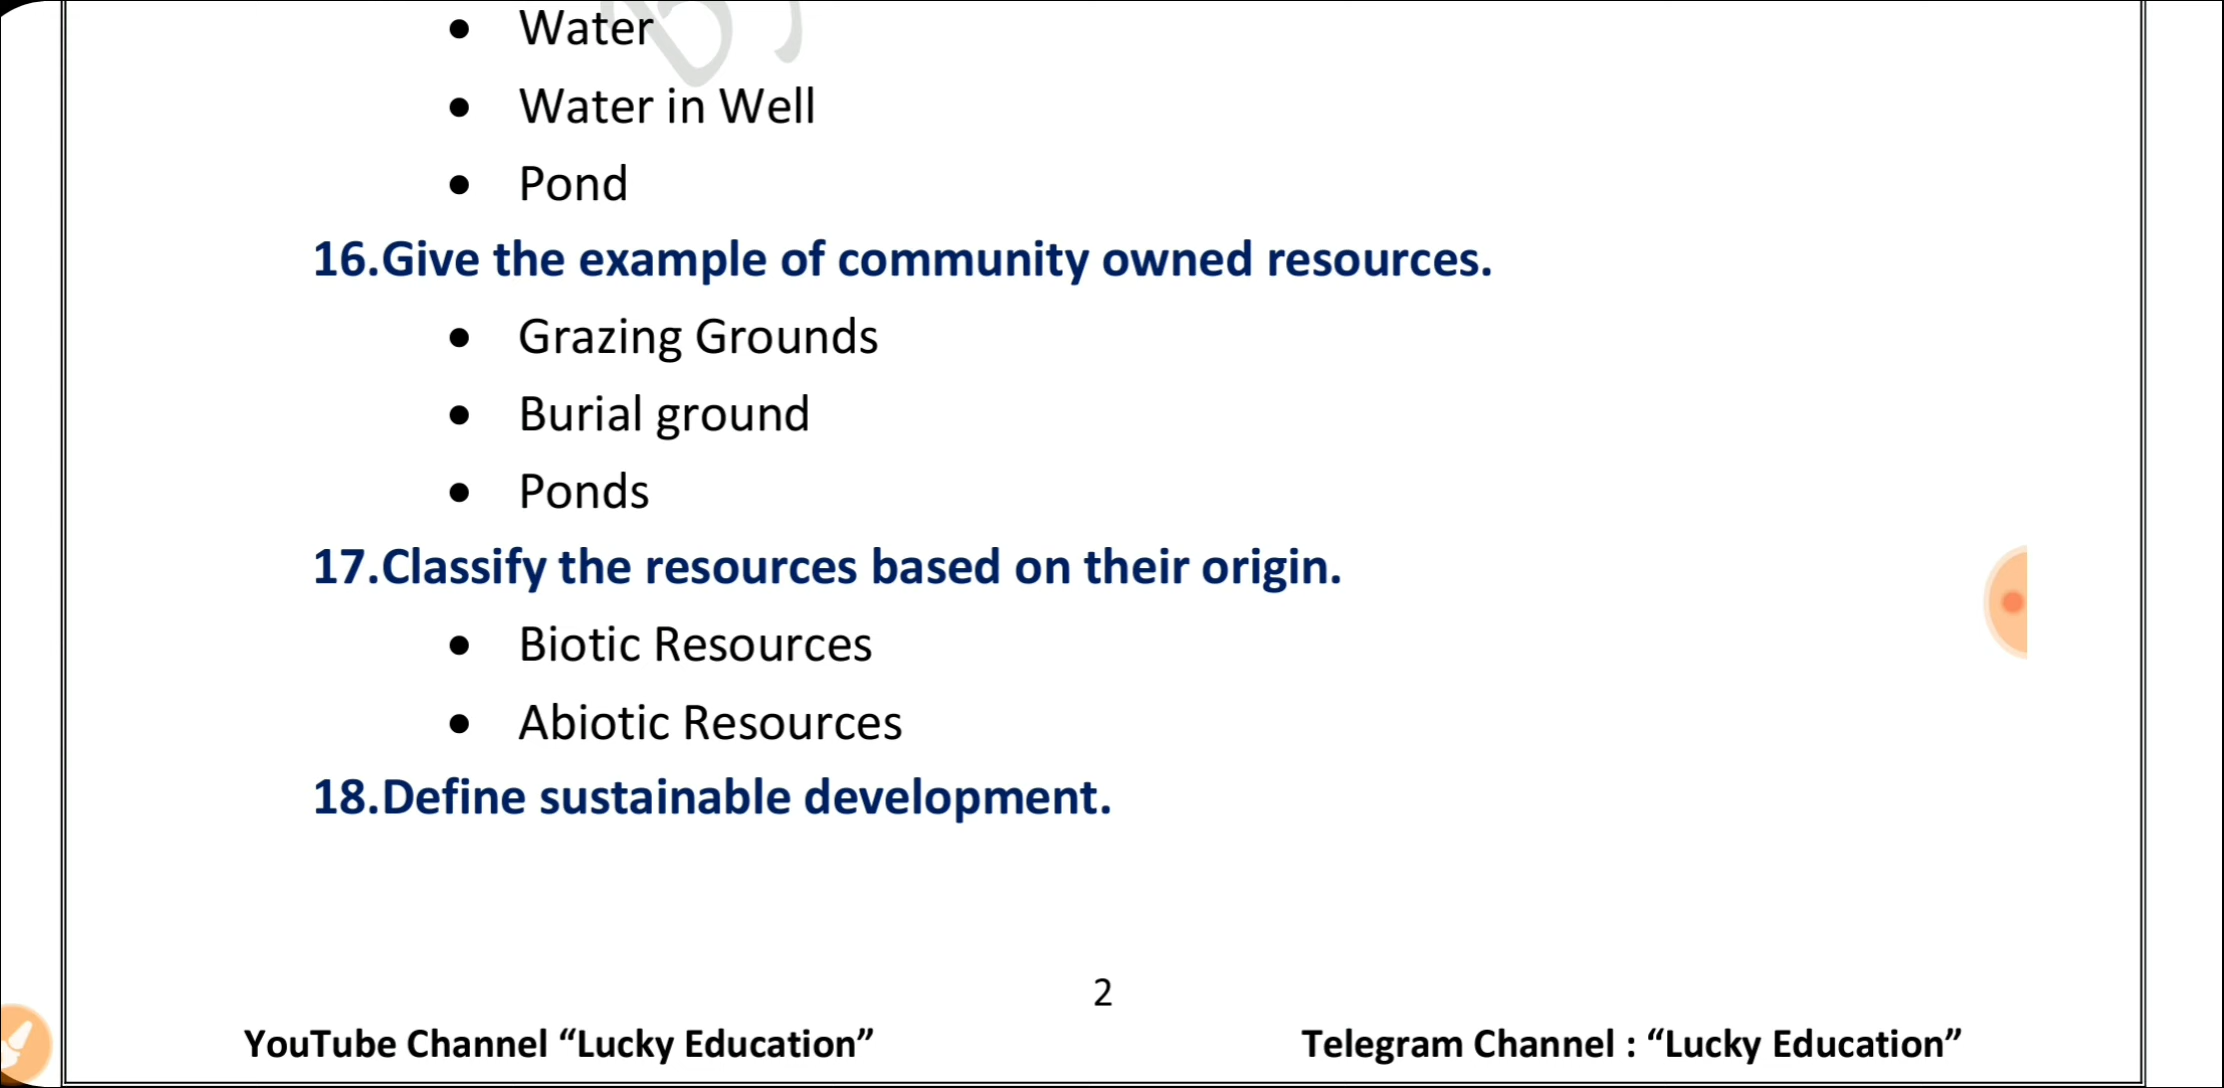 • Water
• Water in Well
• Pond
16.Give the example of community owned resources.
• Grazing Grounds
• Burial ground
• Ponds
17.Classify the resources based on their origin.
• Biotic Resources
• Abiotic Resources
18.Define sustainable development.
2
YouTube Channel “Lucky Education”
Telegram Channel : “Lucky Education”